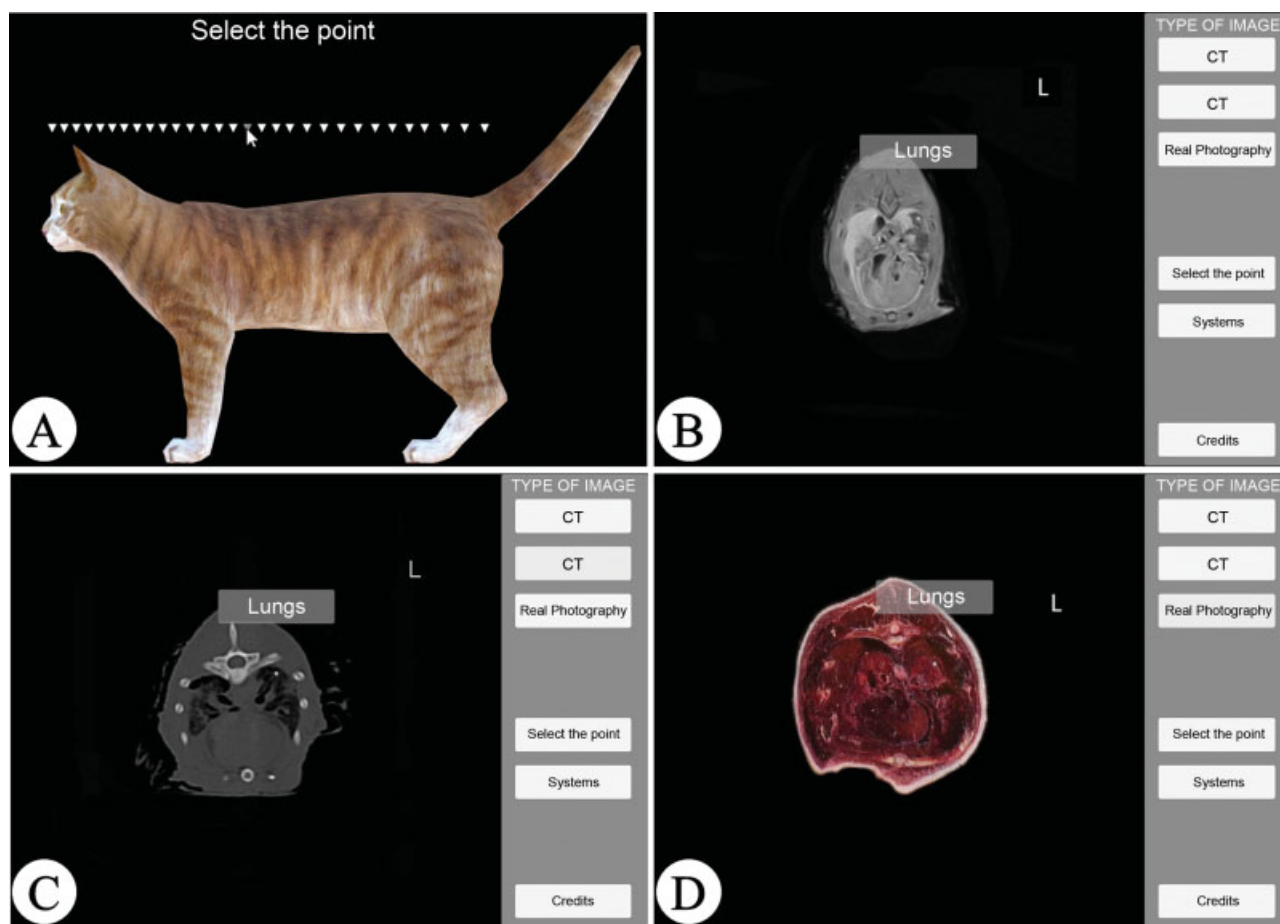 Select the point
A
TYPE OF IMAGE
CT
CT
Real Photography
Select the point
Systems
Credits
L
Lungs
B
TYPE OF IMAGE
CT
CT
Real Photography
Select the point
Systems
Credits
L
Lungs
C
TYPE OF IMAGE
CT
CT
Real Photography
Select the point
Systems
Credits
L
Lungs
D